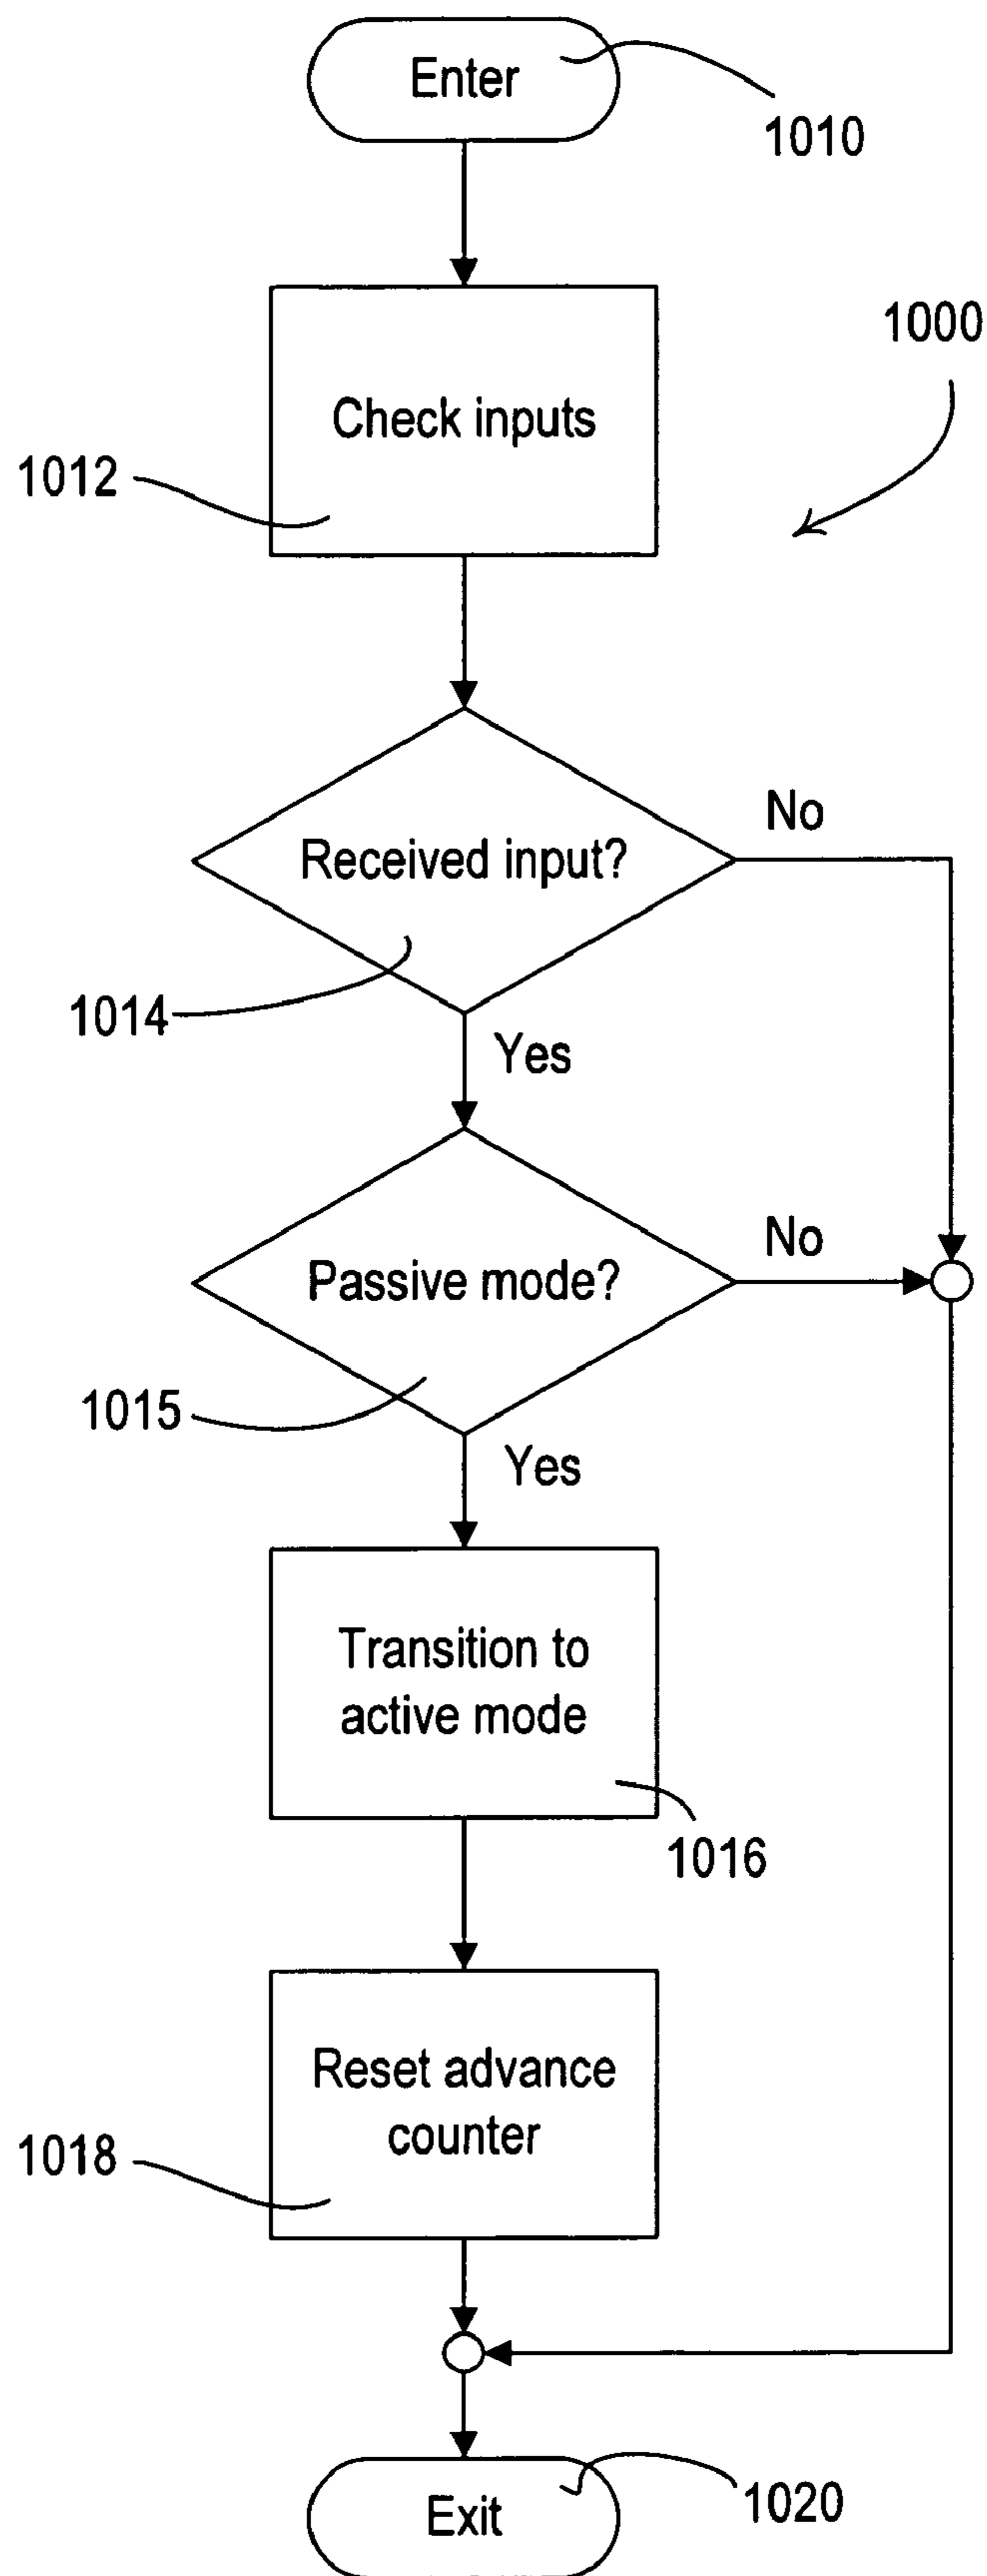 Enter
1010
1000
Check inputs
1012
No
Received input?
1014
Yes
No
Passive mode?
1015
Yes
Transition to
active mode
1016
Reset advance
counter
1018
Exit
1020